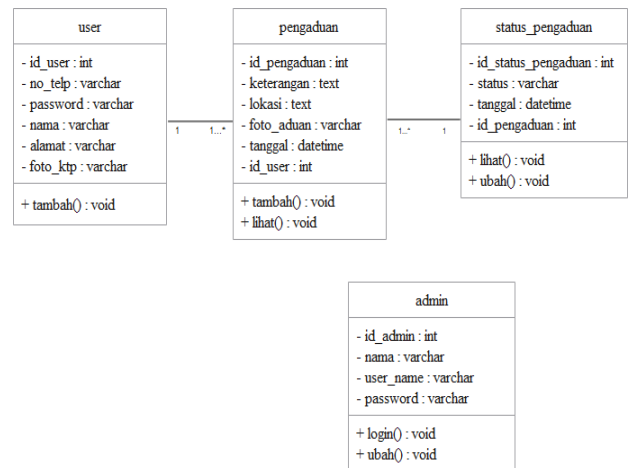 user
- id_user : int
- no_telp : varchar
- password : varchar
- nama : varchar
- alamat : varchar
- foto_ktp : varchar
+ tambah() : void
1
1...*
pengaduan
- id_pengaduan : int
- keterangan : text
- lokasi : text
- foto_aduan : varchar
- tanggal : datetime
- id_user : int
+ tambah() : void
+ lihat() : void
1..*
1
status_pengaduan
- id_status_pengaduan : int
- status : varchar
- tanggal : datetime
- id_pengaduan : int
+ lihat() : void
+ ubah() : void
admin
- id_admin : int
- nama : varchar
- user_name : varchar
- password : varchar
+ login() : void
+ ubah() : void